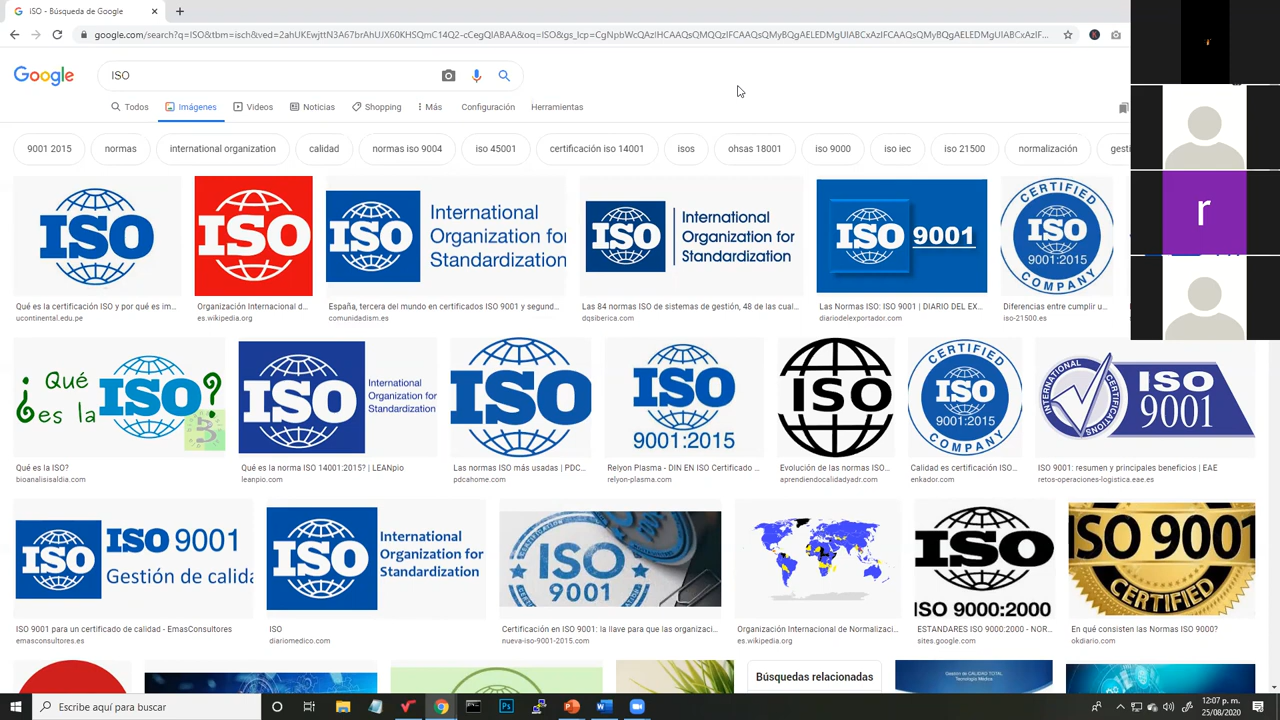 iSO - Búsqueda de Google
google.com/search?q=ISO&tbm=isch&ved=2ahUKEwjttN3A67brAhUJX60KHSQmC14Q2-cCegQIABAA&oq=ISO&gs_lcp=CgNpbWcQAzIHCAAQsQMQQzIFCAAQsQMyBQgAELEDMgUIABCxAzIFCAAQsQMyBQgAELEDMgUIABCxAzIF...
Google
ISO
Todos
Imágenes
Videos
Noticias
Shopping
Más
Configuración
Herramientas
9001 2015
normas
international organization
calidad
normas iso 9004
iso 45001
certificación iso 14001
isos
ohsas 18001
iso 9000
iso iec
iso 21500
normalización
gesti
ISO
ISO
ISO International Organization for Standardization
ISO International Organization for Standardization
ISO 9001
CERTIFIED ISO 9001:2015 COMPANY
r
Qué es la certificación ISO y por qué es im...
ucontinental.edu.pe
Organización Internacional d...
es.wikipedia.org
España, tercera del mundo en certificados ISO 9001 y segund...
comunidadism.es
Las 84 normas ISO de sistemas de gestión, 48 de las cual...
dqsiberica.com
Las Normas ISO: ISO 9001 | DIARIO DEL EX...
diariodelexportador.com
Diferencias entre cumplir u...
iso-21500.es
¿Qué es la ISO?
ISO International Organization for Standardization
ISO
ISO 9001:2015
ISO
CERTIFIED ISO 9001:2015 COMPANY
INTERNATIONAL CERTIFICATIONS ISO 9001
Qué es la ISO?
bioanalisisaldia.com
Qué es la norma ISO 14001:2015? | LEANpio
leanpio.com
Las normas ISO más usadas | PDC...
pdcahome.com
Relyon Plasma - DIN EN ISO Certificado ...
relyon-plasma.com
Evolución de las normas ISO...
aprendiendocalidadyadr.com
Calidad es certificación ISO...
enkador.com
ISO 9001: resumen y principales beneficios | EAE
retos-operaciones-logistica.eae.es
ISO ISO 9001 Gestión de calida
ISO International Organization for Standardization
ISO 9001
ISO ISO 9000:2000
ISO 9001 CERTIFIED
ISO 9001 para un certificado de calidad - EmasConsultores
emasconsultores.es
ISO
diariomedico.com
Certificación en ISO 9001: la llave para que las organizaci...
nueva-iso-9001-2015.com
Organización Internacional de Normalizaci...
es.wikipedia.org
ESTANDARES ISO 9000:2000 - NOR...
sites.google.com
En qué consisten las Normas ISO 9000?
okdiario.com
Búsquedas relacionadas
Gestión de CALIDAD TOTAL
Tecnología Médica
Escribe aquí para buscar
12:07 p. m.
25/08/2020